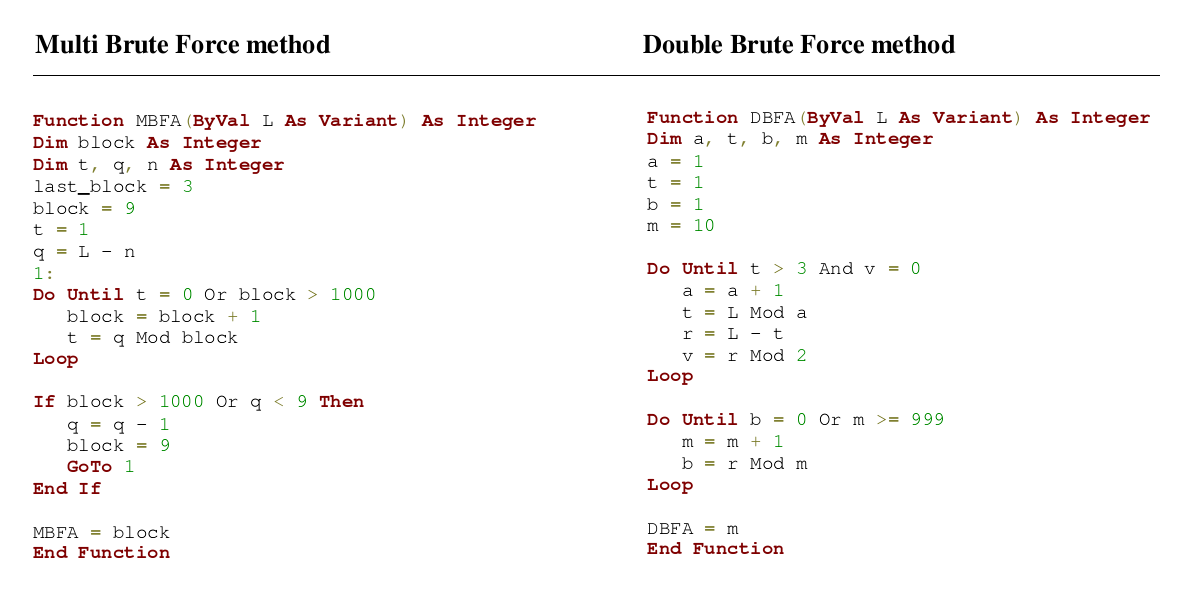 Multi Brute Force method
Function MBFA(ByVal L As Variant) As Integer
Dim block As Integer
Dim t, q, n As Integer
last_block = 3
block = 9
t = 1
q = L - n
1:
Do Until t = 0 Or block > 1000
   block = block + 1
   t = q Mod block
Loop

If block > 1000 Or q < 9 Then
   q = q - 1
   block = 9
   GoTo 1
End If

MBFA = block
End Function

Double Brute Force method
Function DBFA(ByVal L As Variant) As Integer
Dim a, t, b, m As Integer
a = 1
t = 1
b = 1
m = 10

Do Until t > 3 And v = 0
   a = a + 1
   t = L Mod a
   r = L - t
   v = r Mod 2
Loop

Do Until b = 0 Or m >= 999
   m = m + 1
   b = r Mod m
Loop

DBFA = m
End Function